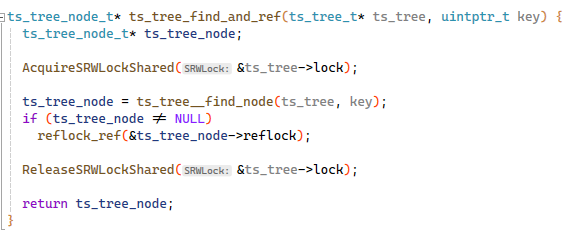 ts_tree_node_t* ts_tree_find_and_ref(ts_tree_t* ts_tree, uintptr_t key) {
  ts_tree_node_t* ts_tree_node;

  AcquireSRWLockShared(SRWLock: &ts_tree->lock);

  ts_tree_node = ts_tree__find_node(ts_tree, key);
  if (ts_tree_node ≠ NULL)
    reflock_ref(&ts_tree_node->reflock);

  ReleaseSRWLockShared(SRWLock: &ts_tree->lock);

  return ts_tree_node;
}